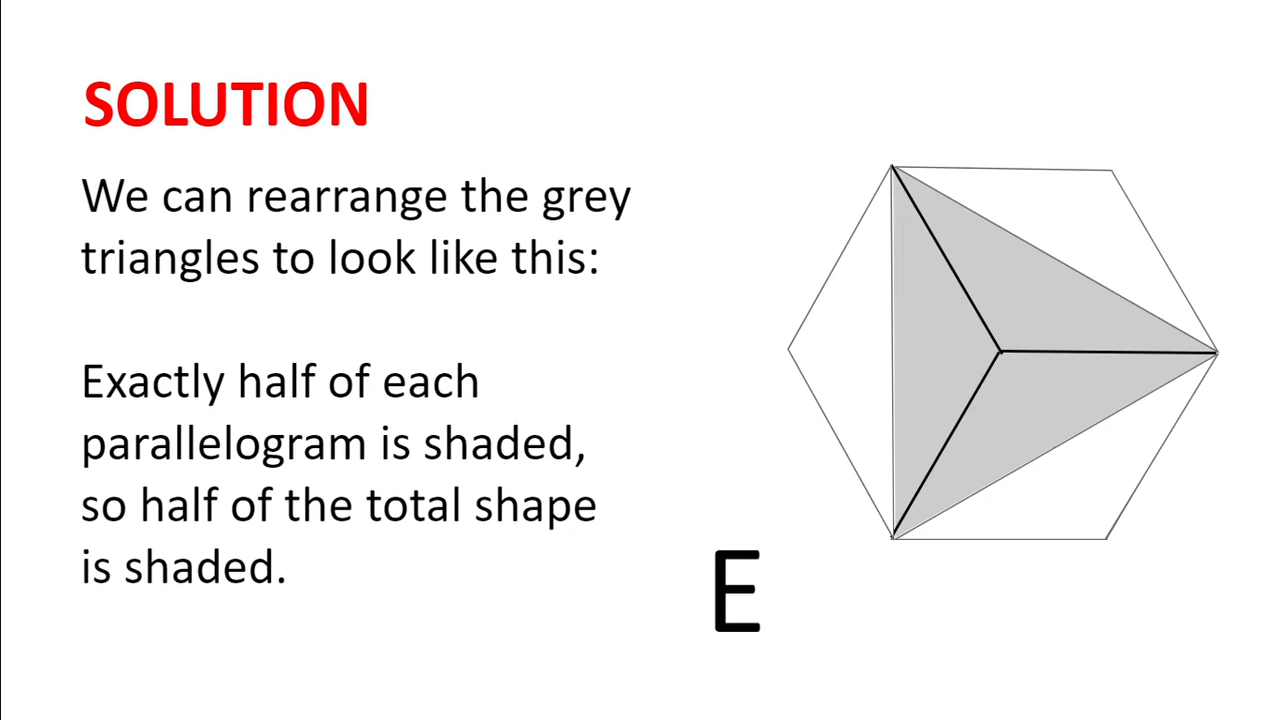 SOLUTION
We can rearrange the grey
triangles to look like this:
Exactly half of each
parallelogram is shaded,
so half of the total shape
is shaded.
E